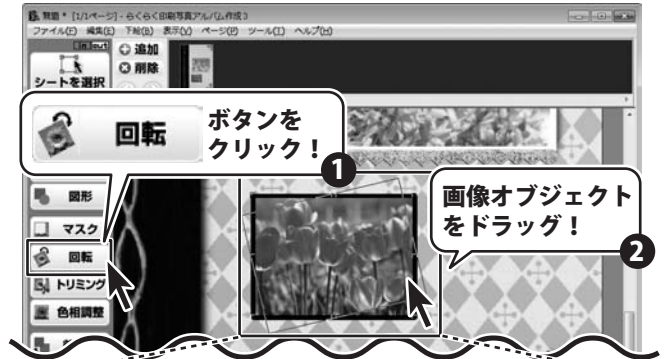 無題 * [1/1ページ] - らくらく印刷写真アルバム作成3
ファイル(F) 編集(E) 下絵(B) 表示(V) ページ(P) ツール(T) ヘルプ(H)
in out
追加
削除
シートを選択
回転
ボタンを
クリック！
1
図形
マスク
回転
トリミング
色相調整
画像オブジェクト
をドラッグ！
2